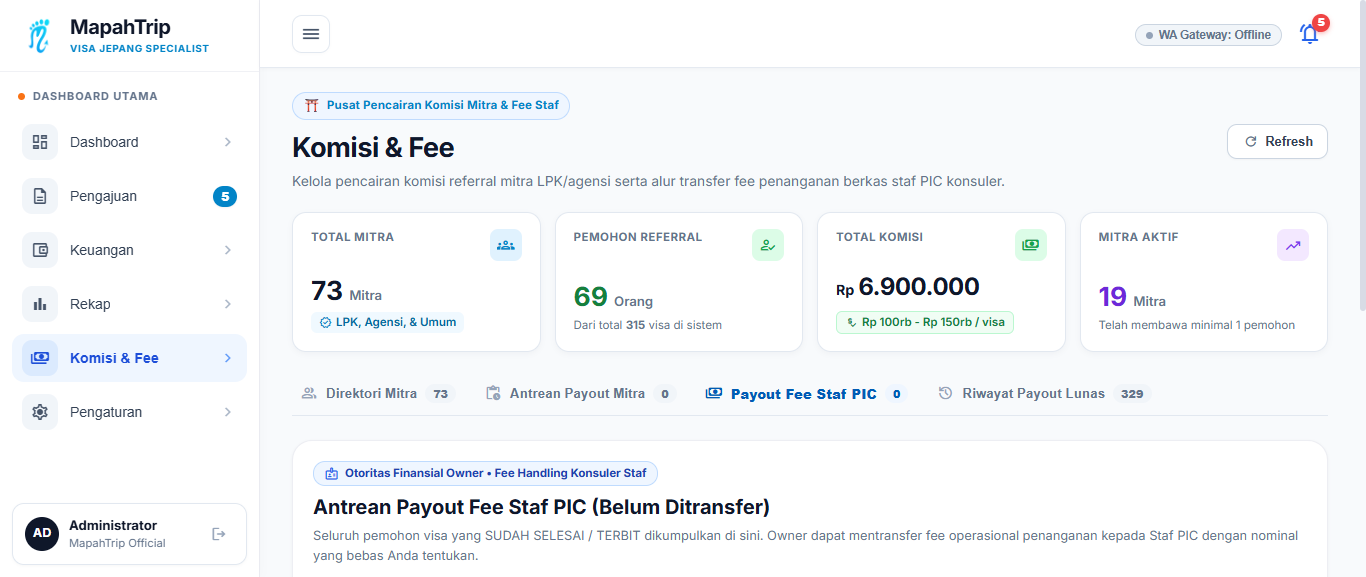 MapahTrip
VISA JEPANG SPECIALIST
DASHBOARD UTAMA
Dashboard
Pengajuan
5
Keuangan
Rekap
Komisi & Fee
Pengaturan
AD
Administrator
MapahTrip Official
WA Gateway: Offline
5
Pusat Pencairan Komisi Mitra & Fee Staf
Komisi & Fee
Kelola pencairan komisi referral mitra LPK/agensi serta alur transfer fee penanganan berkas staf PIC konsuler.
Refresh
TOTAL MITRA
73 Mitra
LPK, Agensi, & Umum
PEMOHON REFERRAL
69 Orang
Dari total 315 visa di sistem
TOTAL KOMISI
Rp 6.900.000
Rp 100rb - Rp 150rb / visa
MITRA AKTIF
19 Mitra
Telah membawa minimal 1 pemohon
Direktori Mitra 73
Antrean Payout Mitra 0
Payout Fee Staf PIC 0
Riwayat Payout Lunas 329
Otoritas Finansial Owner • Fee Handling Konsuler Staf
Antrean Payout Fee Staf PIC (Belum Ditransfer)
Seluruh pemohon visa yang SUDAH SELESAI / TERBIT dikumpulkan di sini. Owner dapat mentransfer fee operasional penanganan kepada Staf PIC dengan nominal
yang bebas Anda tentukan.